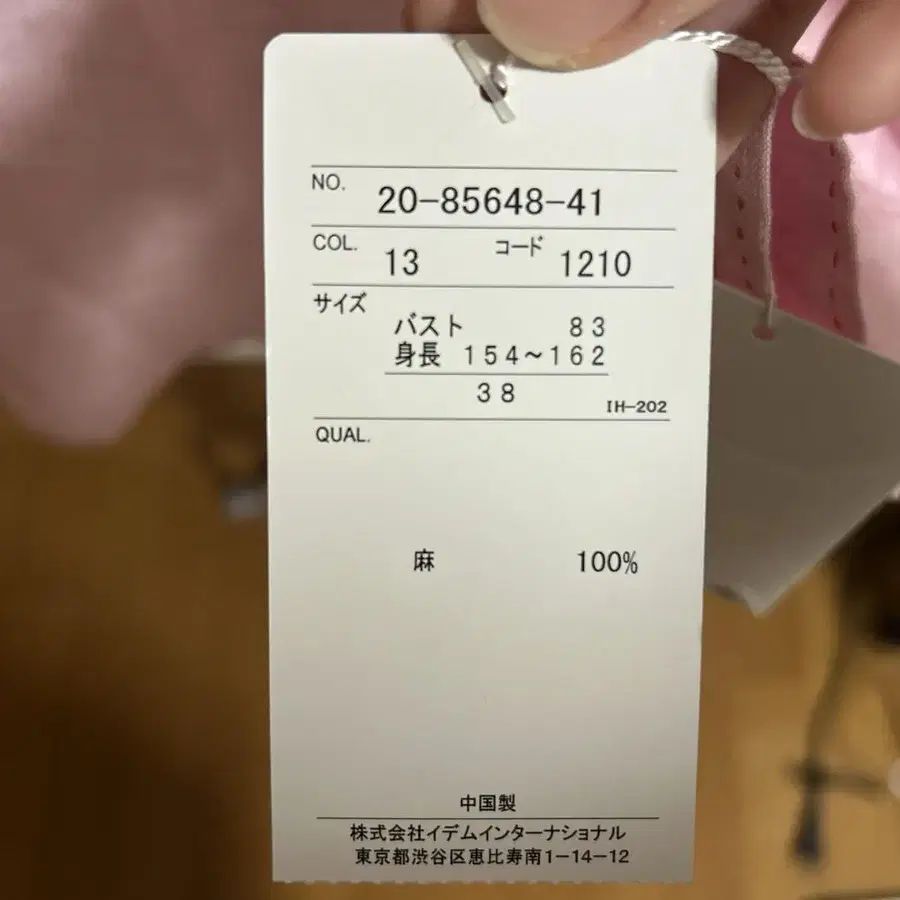 NO. 20-85648-41
COL. 13 コード 1210
サイズ
バスト 83
身長 154~162
38
IH-202
QUAL.
麻 100%
中国製
株式会社イデムインターナショナル
東京都渋谷区恵比寿南1-14-12